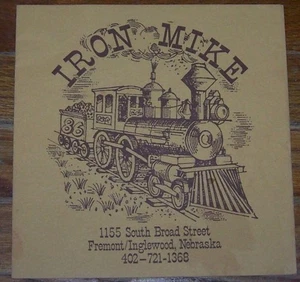 IRON MIKE
33
1155 South Broad Street
Fremont/Inglewood, Nebraska
402-721-1368